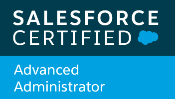 SALESFORCE
CERTIFIED
Advanced
Administrator